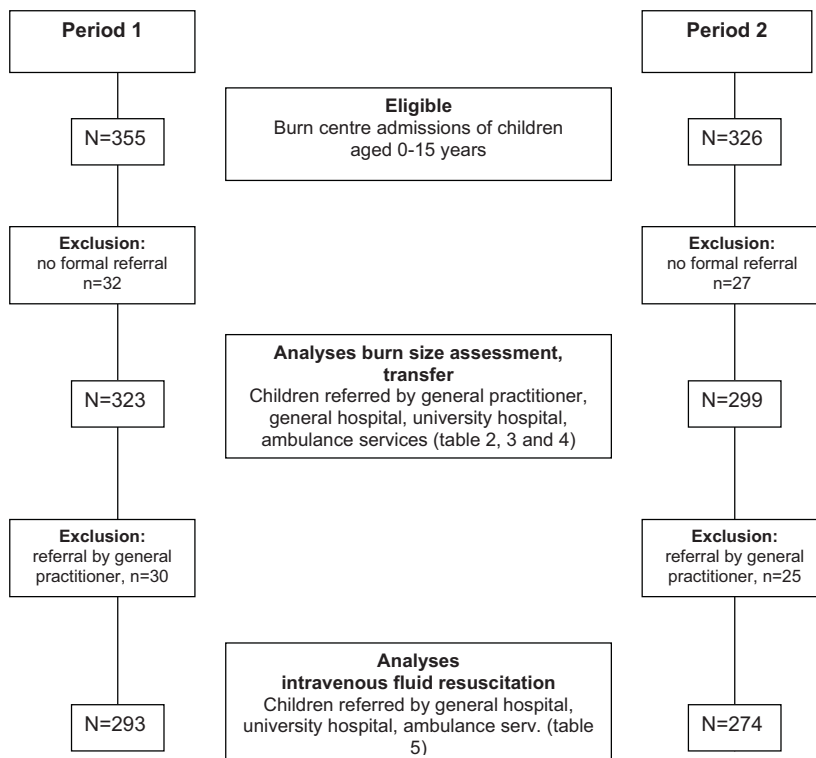 Period 1
Period 2
Eligible
Burn centre admissions of children
aged 0-15 years
N=355
N=326
Exclusion:
no formal referral
n=32
Exclusion:
no formal referral
n=27
Analyses burn size assessment,
transfer
Children referred by general practitioner,
general hospital, university hospital,
ambulance services (table 2, 3 and 4)
N=323
N=299
Exclusion:
referral by general
practitioner, n=30
Exclusion:
referral by general
practitioner, n=25
Analyses
intravenous fluid resuscitation
Children referred by general hospital,
university hospital, ambulance serv. (table
5)
N=293
N=274